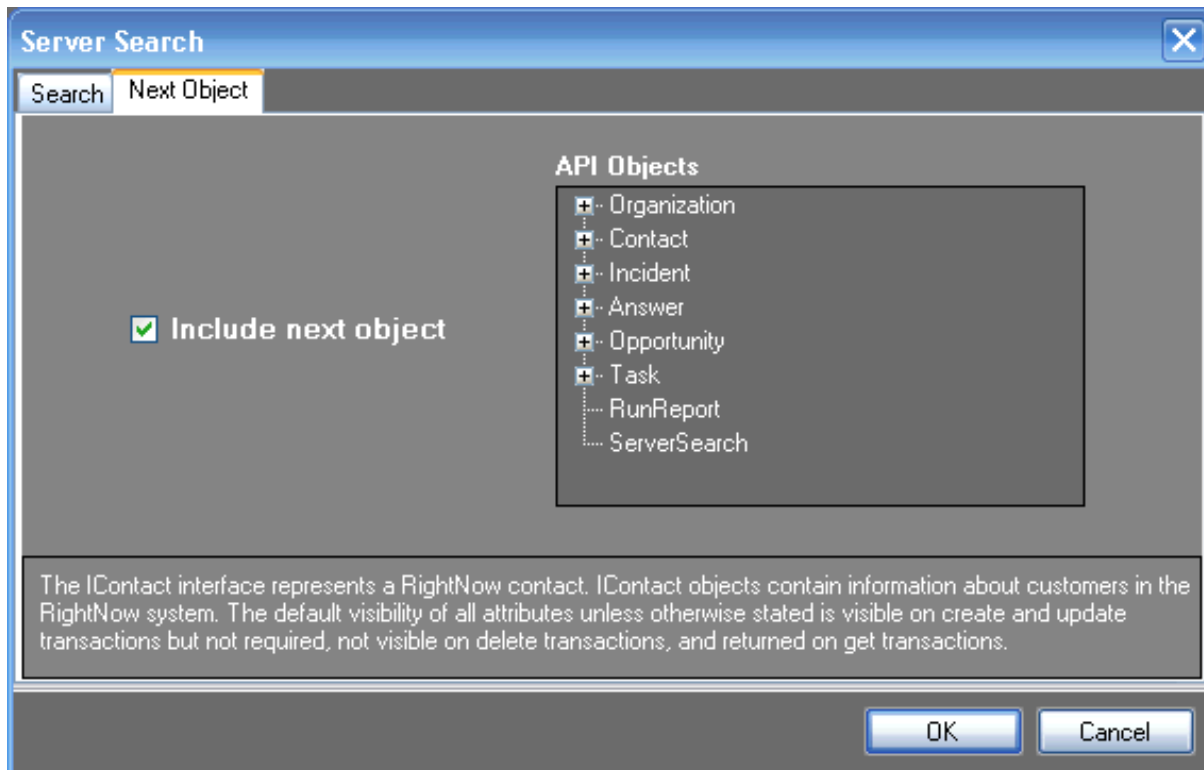 Server Search
Search
Next Object
API Objects
Organization
Contact
Incident
Answer
Opportunity
Task
RunReport
ServerSearch
Include next object
The IContact interface represents a RightNow contact. IContact objects contain information about customers in the
RightNow system. The default visibility of all attributes unless otherwise stated is visible on create and update
transactions but not required, not visible on delete transactions, and returned on get transactions.
OK
Cancel